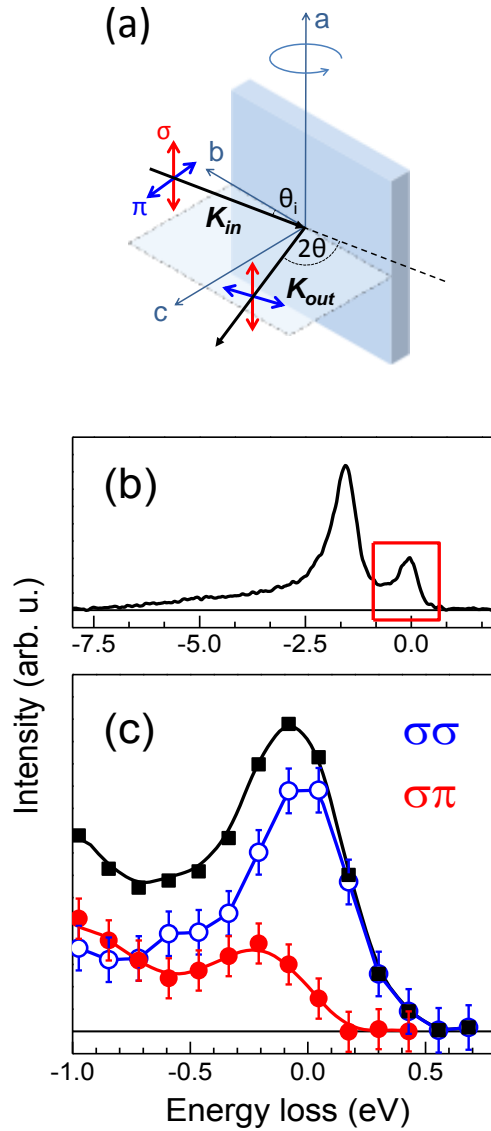 (a)
a
σ
b
π
θi
Kin
2θ
Kout
c
(b)
-7.5 -5.0 -2.5 0.0
Intensity (arb. u.)
(c)
σσ
σπ
-1.0 -0.5 0.0 0.5
Energy loss (eV)